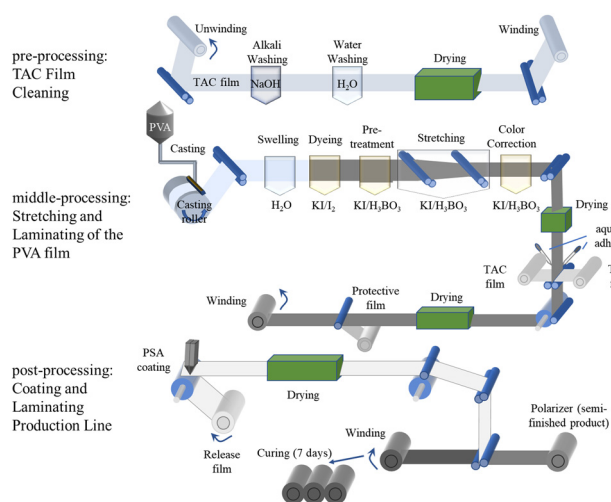 pre-processing:
TAC Film
Cleaning
Unwinding
TAC film
Alkali
Washing
NaOH
Water
Washing
H₂O
Drying
Winding
middle-processing:
Stretching and
Laminating of the
PVA film
PVA
Casting
Casting
roller
Swelling
H₂O
Dyeing
KI/I₂
Pre-
treatment
KI/H₃BO₃
Stretching
KI/H₃BO₃
Color
Correction
KI/H₃BO₃
Drying
aqu
adh
TAC
film
T
Winding
Protective
film
Drying
post-processing:
Coating and
Laminating
Production Line
PSA
coating
Drying
Release
film
Curing (7 days)
Winding
Polarizer (semi-
finished product)